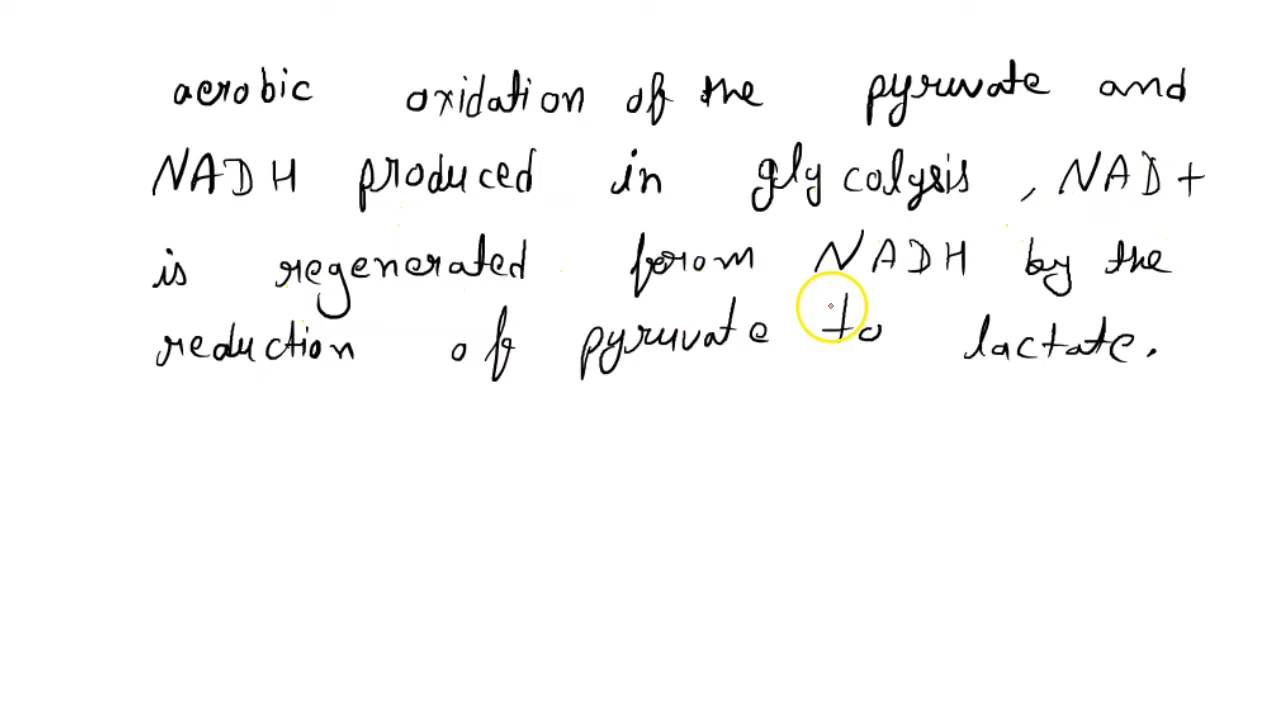 aerobic oxidation of the pyruvate and
NADH produced in glycolysis, NAD+
is regenerated from NADH by the
reduction of pyruvate to lactate.